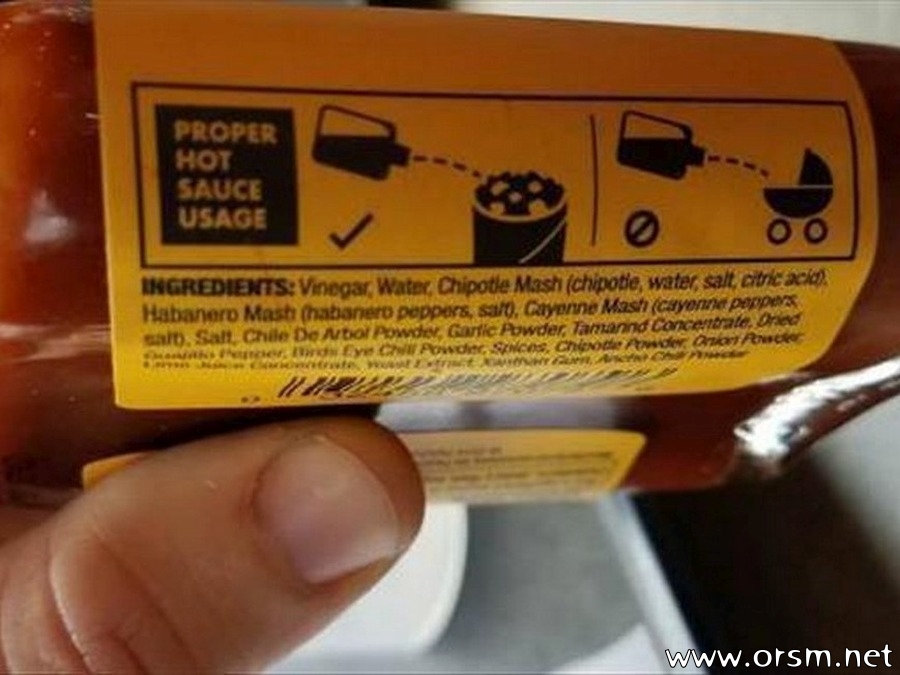 PROPER
HOT
SAUCE
USAGE
INGREDIENTS: Vinegar, Water, Chipotle Mash (chipotle, water, salt, citric acid),
Habanero Mash (habanero peppers, salt), Cayenne Mash (cayenne peppers,
salt), Salt, Chile De Arbol Powder, Garlic Powder, Tamarind Concentrate, Dried
Guajillo Pepper, Birds Eye Chili Powder, Spices, Chipotle Powder, Onion Powder,
Lime Juice Concentrate, Yeast Extract, Xanthan Gum, Ancho Chili Powder
www.orsm.net